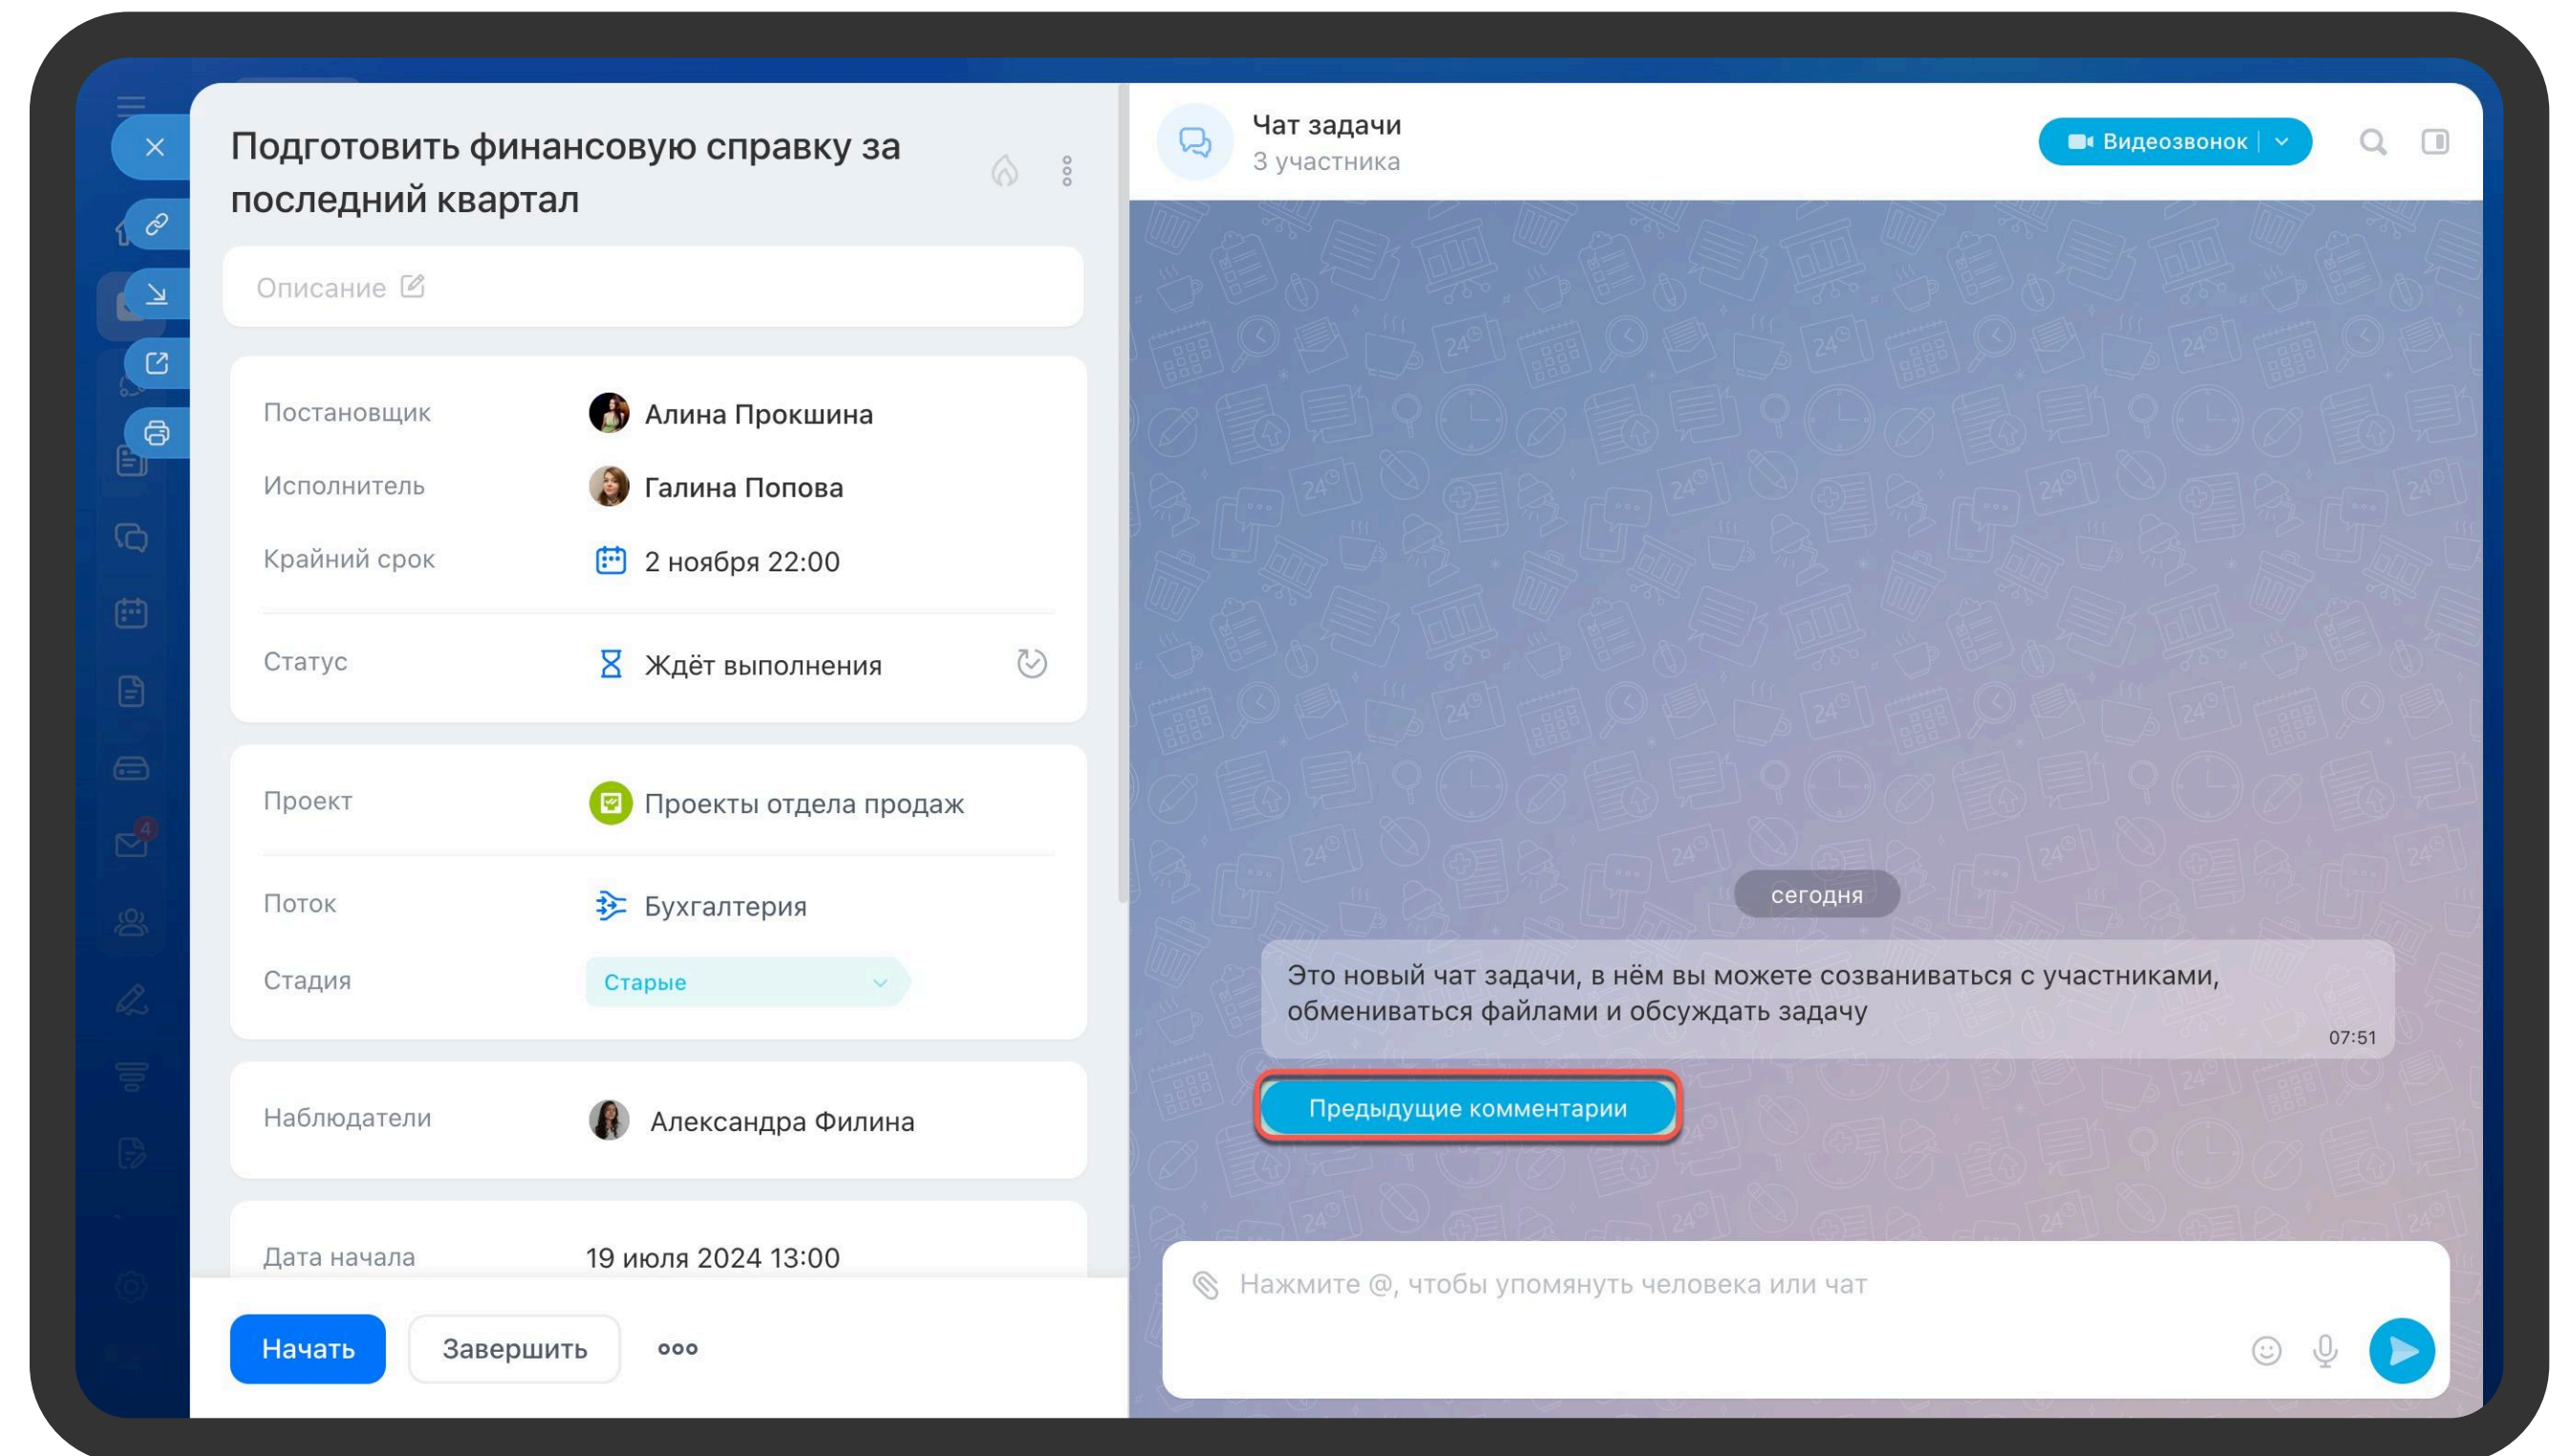 Подготовить финансовую справку за
последний квартал
Описание
Постановщик
Алина Прокшина
Исполнитель
Галина Попова
Крайний срок
2 ноября 22:00
Статус
Ждёт выполнения
Проект
Проекты отдела продаж
Поток
Бухгалтерия
Стадия
Старые
Наблюдатели
Александра Филина
Дата начала
19 июля 2024 13:00
Начать
Завершить
4
Чат задачи
3 участника
Видеозвонок
сегодня
Это новый чат задачи, в нём вы можете созваниваться с участниками,
обмениваться файлами и обсуждать задачу
07:51
Предыдущие комментарии
Нажмите @, чтобы упомянуть человека или чат